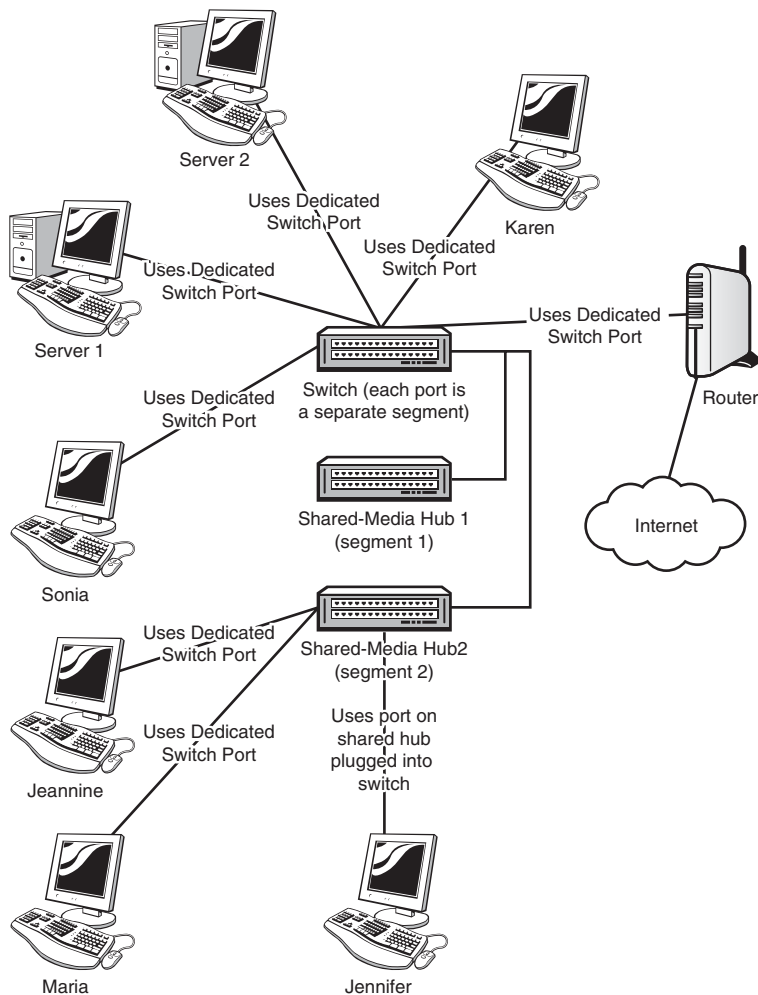 Server 2
Uses Dedicated
Switch Port
Karen
Uses Dedicated
Switch Port
Uses Dedicated
Switch Port
Server 1
Uses Dedicated
Switch Port
Router
Switch (each port is
a separate segment)
Uses Dedicated
Switch Port
Shared-Media Hub 1
(segment 1)
Internet
Sonia
Uses Dedicated
Switch Port
Shared-Media Hub2
(segment 2)
Jeannine
Uses Dedicated
Switch Port
Uses port on
shared hub
plugged into
switch
Maria
Jennifer